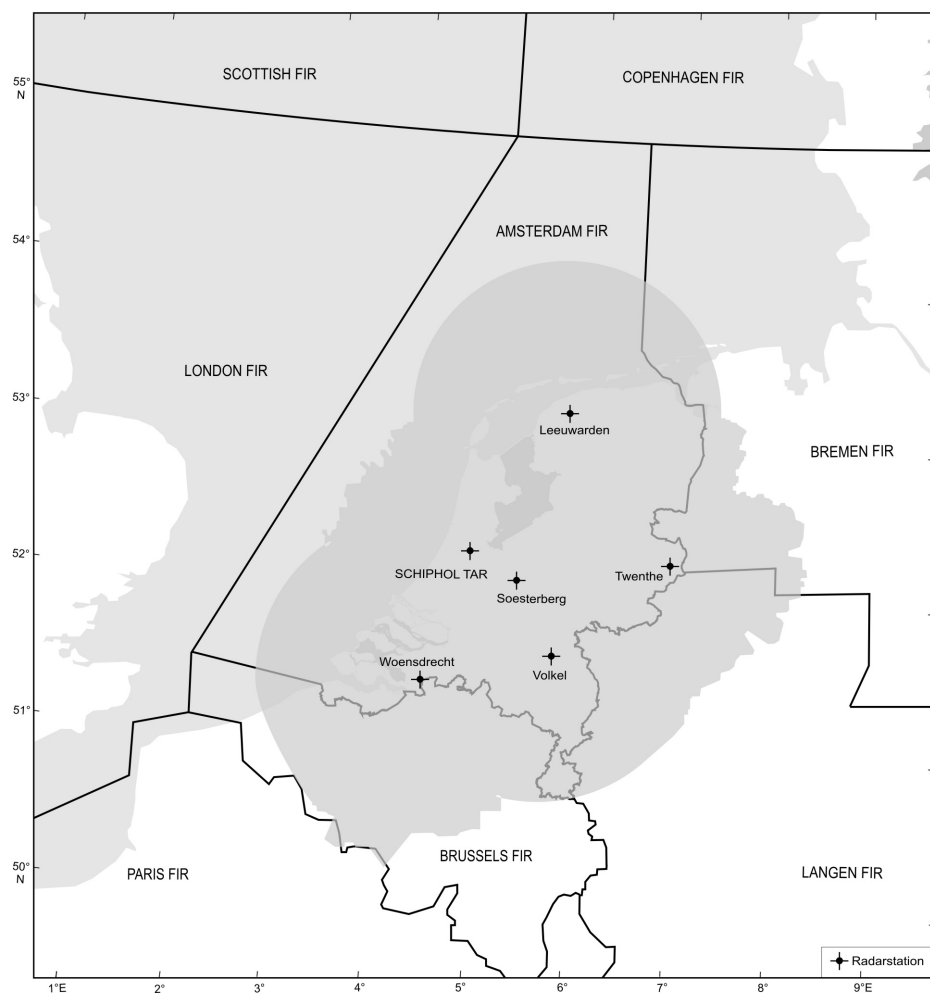 SCOTTISH FIR
COPENHAGEN FIR
55°
N
AMSTERDAM FIR
54°
LONDON FIR
53°
Leeuwarden
BREMEN FIR
52°
SCHIPHOL TAR
Twenthe
Soesterberg
Woensdrecht
Volkel
51°
50°
N
PARIS FIR
BRUSSELS FIR
LANGEN FIR
Radarstation
1°E
2°
3°
4°
5°
6°
7°
8°
9°E